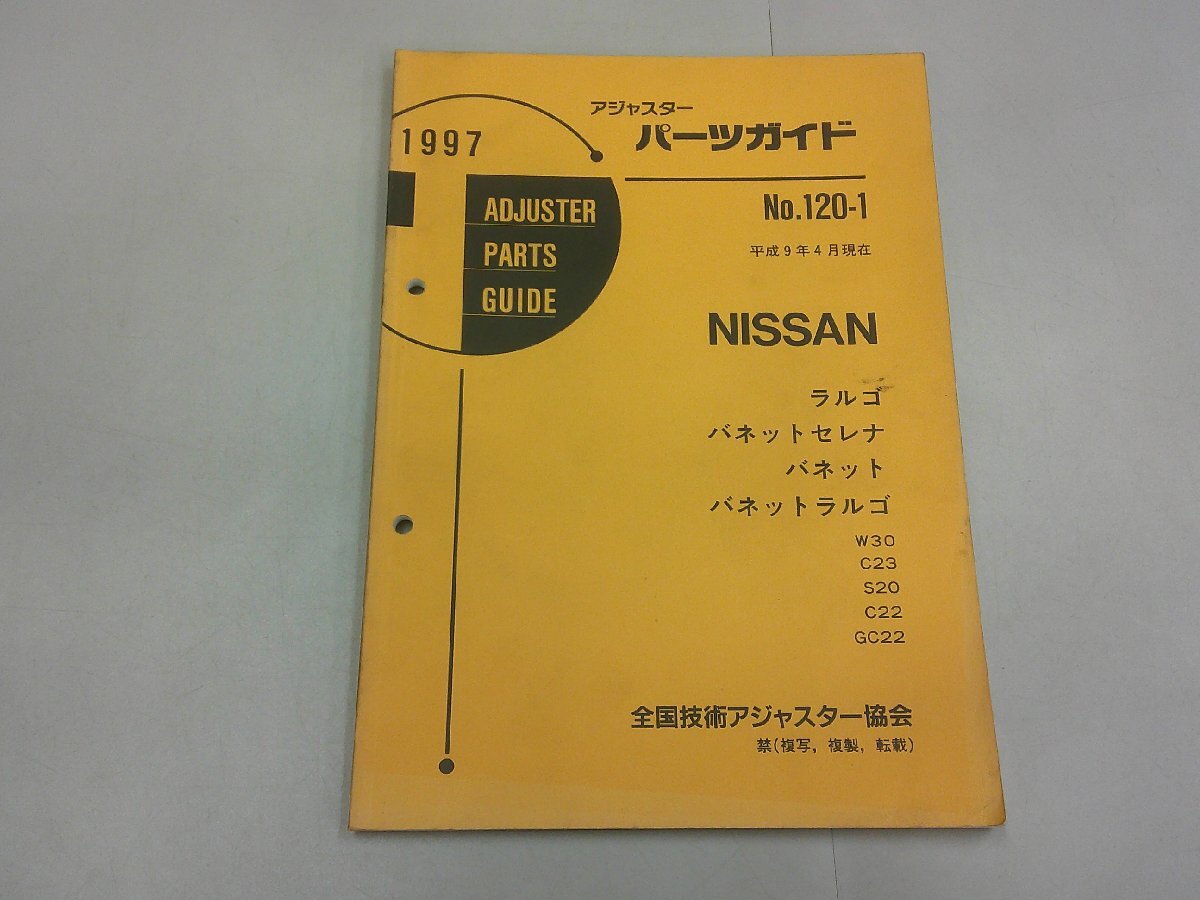 1997
アジャスター
パーツガイド
ADJUSTER
PARTS
GUIDE
No.120-1
平成9年4月現在
NISSAN
ラルゴ
バネットセレナ
バネット
バネットラルゴ
W30
C23
S20
C22
GC22
全国技術アジャスター協会
禁(複写, 複製, 転載)